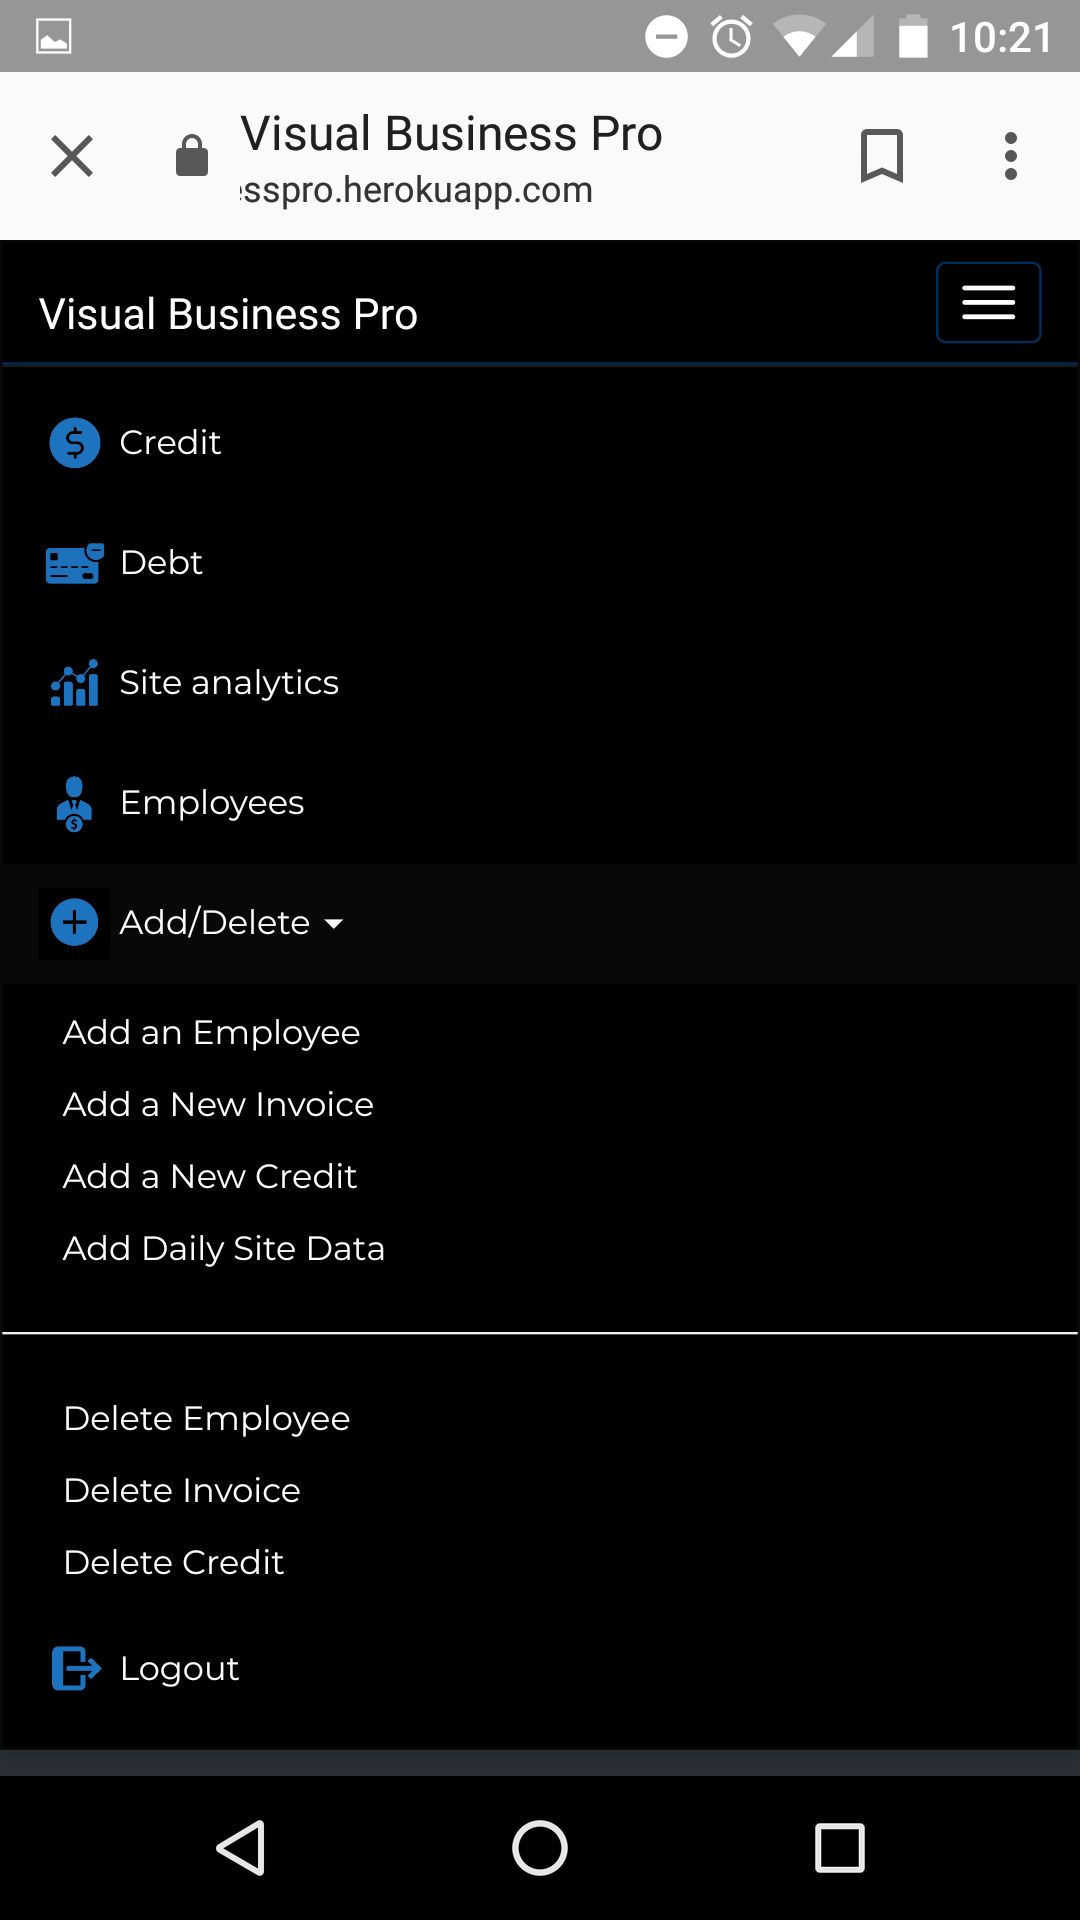 10:21
Visual Business Pro
esspro.herokuapp.com
Visual Business Pro
Credit
Debt
Site analytics
Employees
Add/Delete
Add an Employee
Add a New Invoice
Add a New Credit
Add Daily Site Data
Delete Employee
Delete Invoice
Delete Credit
Logout